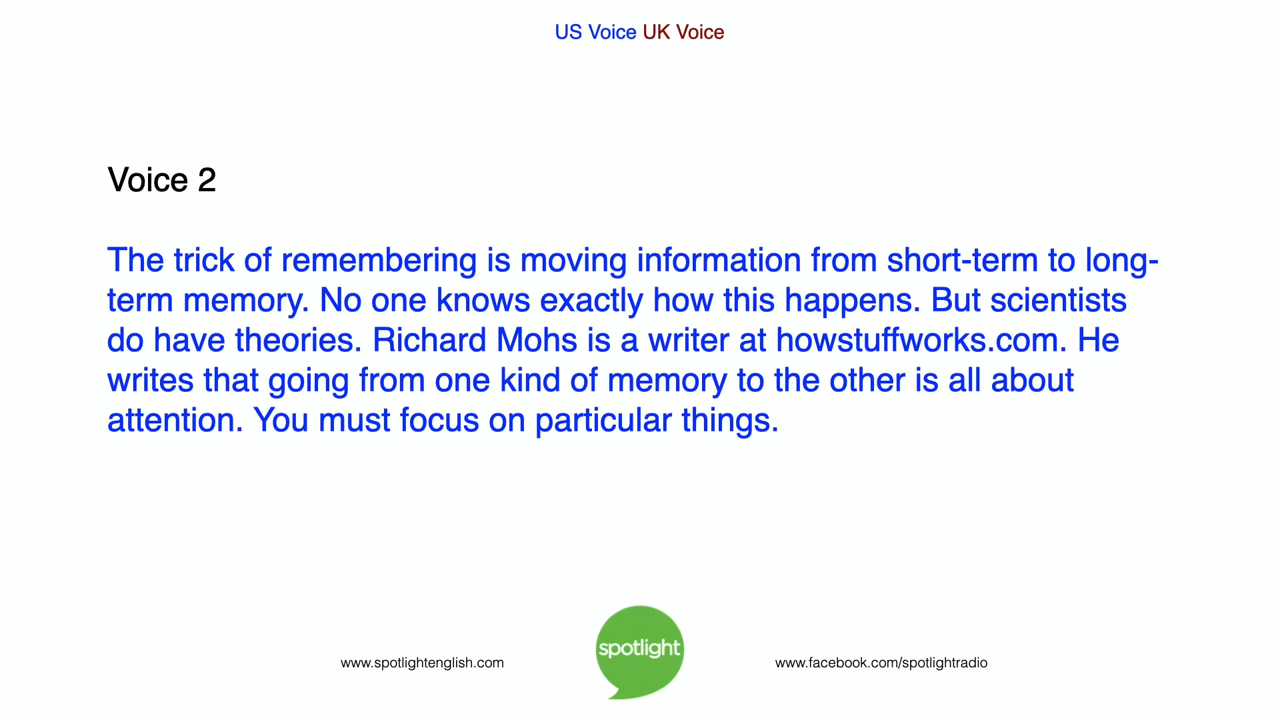 US Voice UK Voice
Voice 2
The trick of remembering is moving information from short-term to long-
term memory. No one knows exactly how this happens. But scientists
do have theories. Richard Mohs is a writer at howstuffworks.com. He
writes that going from one kind of memory to the other is all about
attention. You must focus on particular things.
www.spotlightenglish.com
spotlight
www.facebook.com/spotlightradio